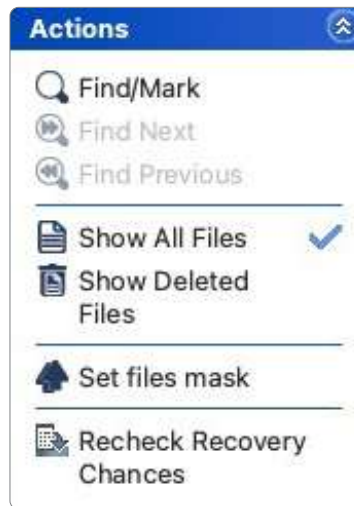 Actions
Find/Mark
Find Next
Find Previous
Show All Files
Show Deleted
Files
Set files mask
Recheck Recovery
Chances